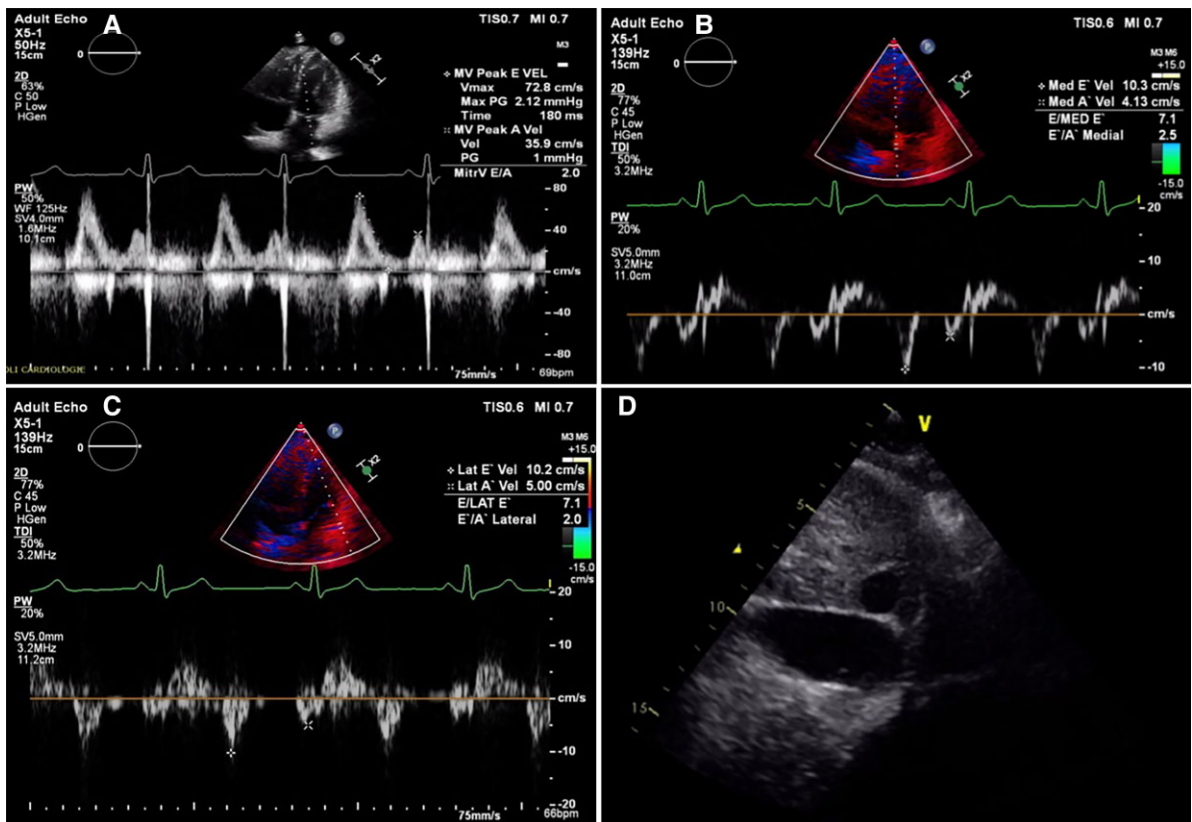 Adult Echo
A
TIS0.7 MI 0.7
X5-1
50Hz
15cm
0
2D
63%
C 50
P Low
HGen
P
X2
M3
MV Peak E VEL
Vmax 72.8 cm/s
Max PG 2.12 mmHg
Time 180 ms
MV Peak A Vel
Vel 35.9 cm/s
PG 1 mmHg
MitrV E/A 2.0
PW
50%
WF 125Hz
SV4.0mm
1.6MHz
10.1cm
80
40
cm/s
-40
-80
OLI CARDIOLOGIE
75mm/s
69bpm
B
Adult Echo
TIS0.6 MI 0.7
X5-1
139Hz
15cm
0
2D
77%
C 45
P Low
HGen
TDI
50%
3.2MHz
P
X2
M3 M6
+15.0
Med E` Vel 10.3 cm/s
Med A` Vel 4.13 cm/s
E/MED E` 7.1
E`/A` Medial 2.5
-15.0
cm/s
PW
20%
SV5.0mm
3.2MHz
11.0cm
20
10
cm/s
-10
C
Adult Echo
TIS0.6 MI 0.7
X5-1
139Hz
15cm
0
2D
77%
C 45
P Low
HGen
TDI
50%
3.2MHz
P
X2
M3 M6
+15.0
Lat E` Vel 10.2 cm/s
Lat A` Vel 5.00 cm/s
E/LAT E` 7.1
E`/A` Lateral 2.0
-15.0
cm/s
PW
20%
SV5.0mm
3.2MHz
11.2cm
20
10
cm/s
-10
-20
75mm/s
66bpm
D
V
5
10
15